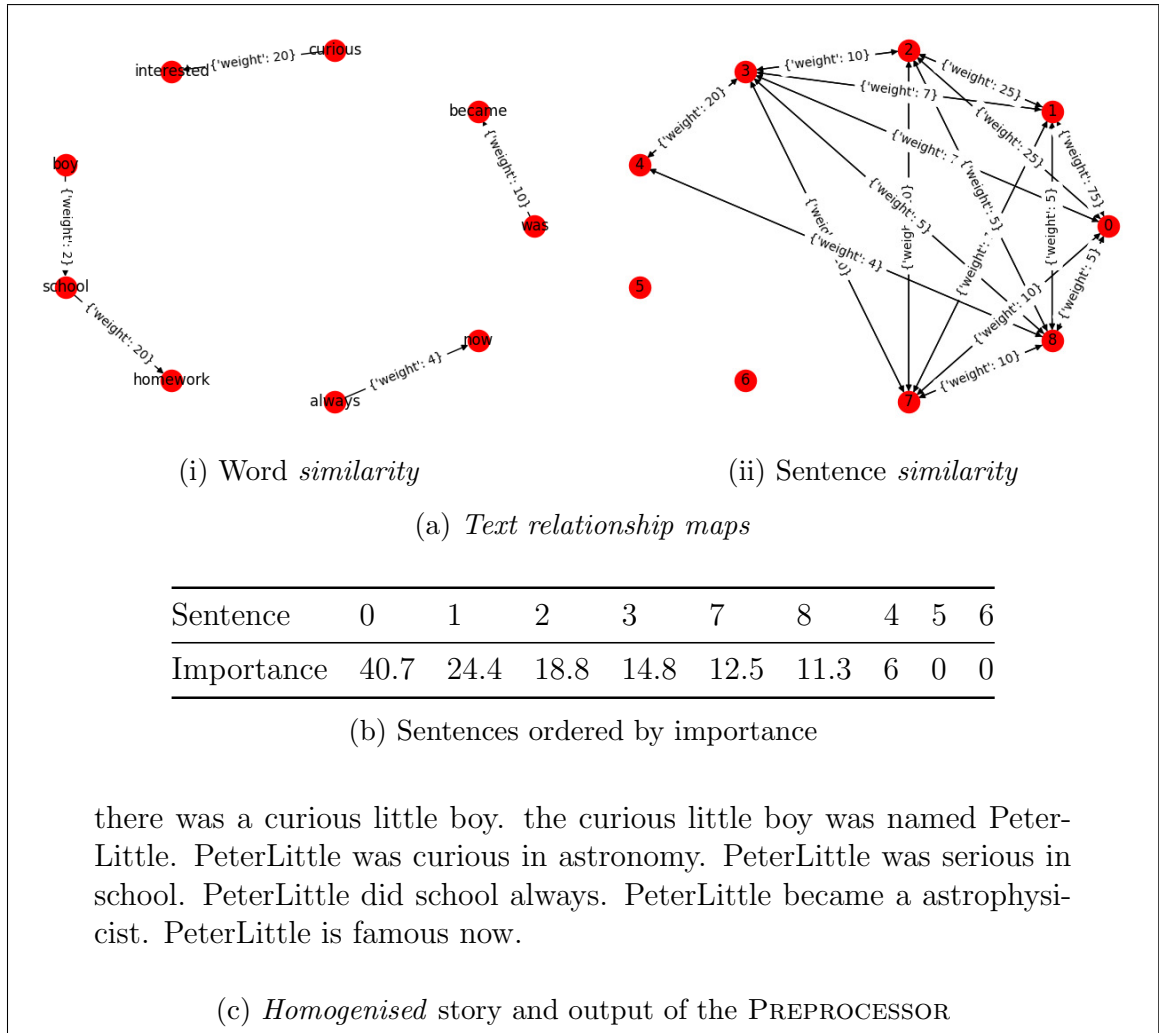 curious
{'weight': 20}
interested
became
{'weight': 10}
boy
{'weight': 2}
was
school
{'weight': 20}
now
{'weight': 4}
homework
always
2
{'weight': 10}
3
{'weight': 25}
{'weight': 7}
1
{'weight': 20}
{'weight': 25}
{'weight': 75}
4
{'weight': 5}
{'weight': 5}
{'weight': 5}
0
{'weight': 4}
{'weight': 5}
5
{'weight': 10}
8
{'weight': 10}
6
7
(i) Word similarity
(ii) Sentence similarity
(a) Text relationship maps
Sentence 0 1 2 3 7 8 4 5 6
Importance 40.7 24.4 18.8 14.8 12.5 11.3 6 0 0
(b) Sentences ordered by importance
there was a curious little boy. the curious little boy was named Peter-
Little. PeterLittle was curious in astronomy. PeterLittle was serious in
school. PeterLittle did school always. PeterLittle became a astrophysi-
cist. PeterLittle is famous now.
(c) Homogenised story and output of the PREPROCESSOR